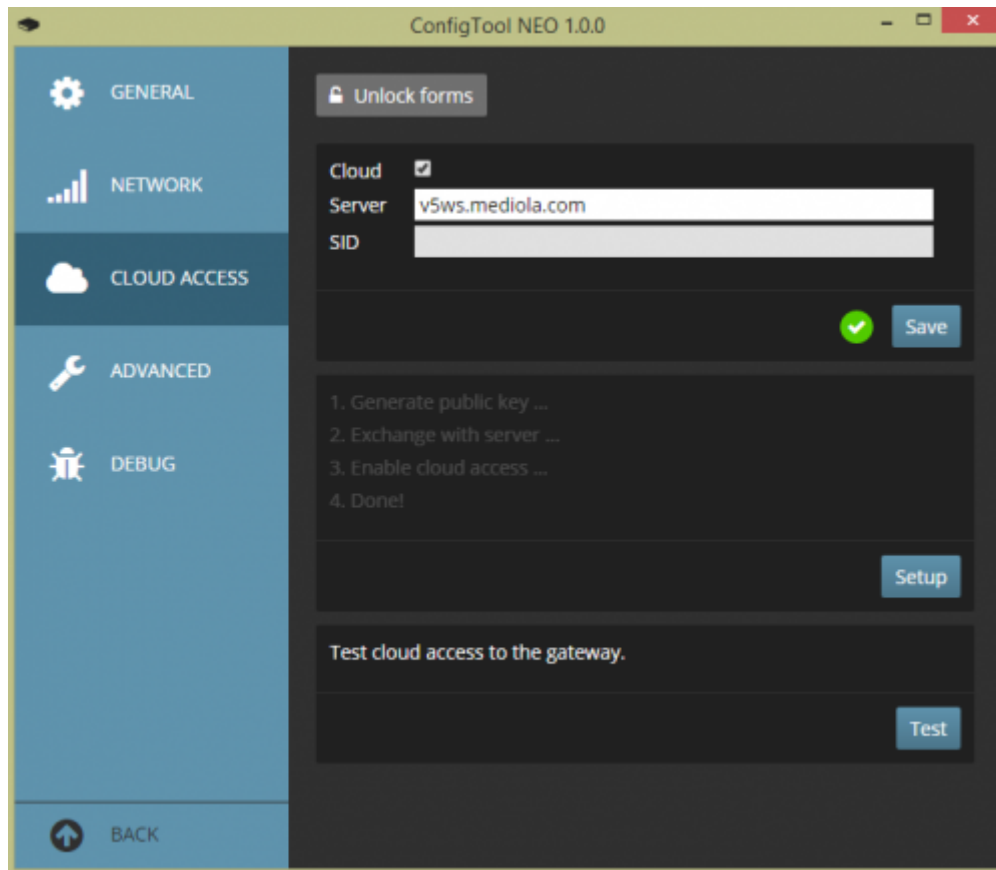 ConfigTool NEO 1.0.0
GENERAL
NETWORK
CLOUD ACCESS
ADVANCED
DEBUG
BACK
Unlock forms
Cloud
Server v5ws.mediola.com
SID
Save
1. Generate public key ...
2. Exchange with server ...
3. Enable cloud access ...
4. Done!
Setup
Test cloud access to the gateway.
Test